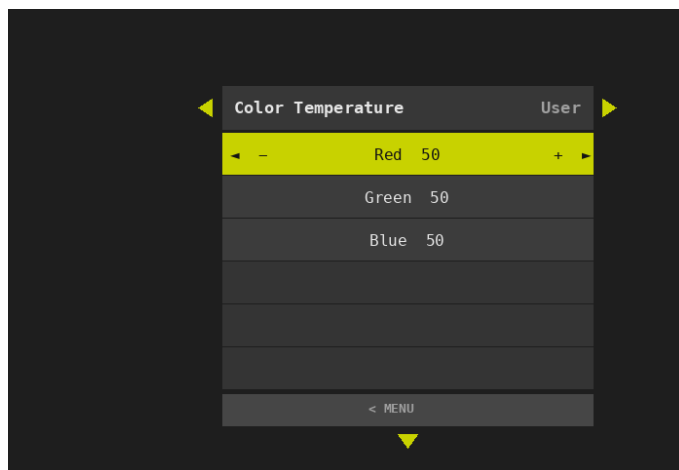 Color Temperature User
◄ – Red 50 + ►
Green 50
Blue 50
< MENU